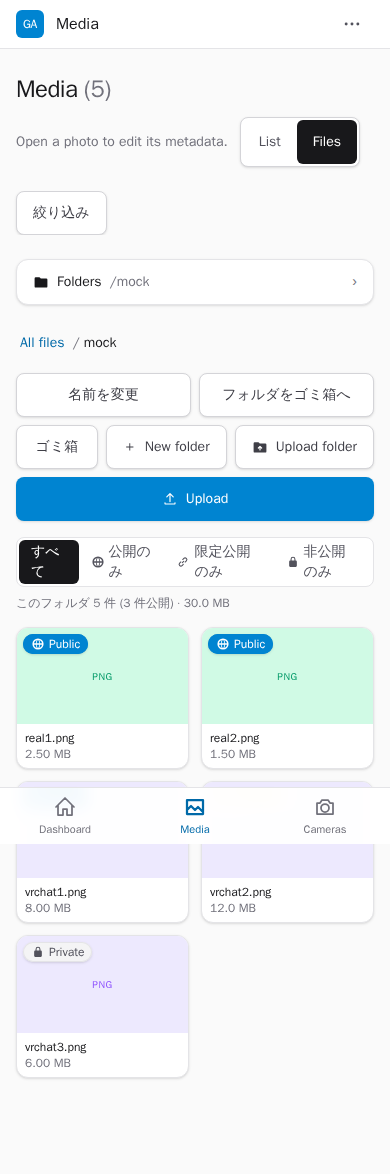 GA Media
Media (5)
Open a photo to edit its metadata.
List Files
絞り込み
Folders /mock
All files / mock
名前を変更 フォルダをゴミ箱へ
ゴミ箱 + New folder Upload folder
Upload
すべて 公開のみ 限定公開のみ 非公開のみ
このフォルダ 5 件 (3 件公開) · 30.0 MB
Public Public
PNG PNG
real1.png real2.png
2.50 MB 1.50 MB
Dashboard Media Cameras
vrchat1.png vrchat2.png
8.00 MB 12.0 MB
Private
PNG
vrchat3.png
6.00 MB